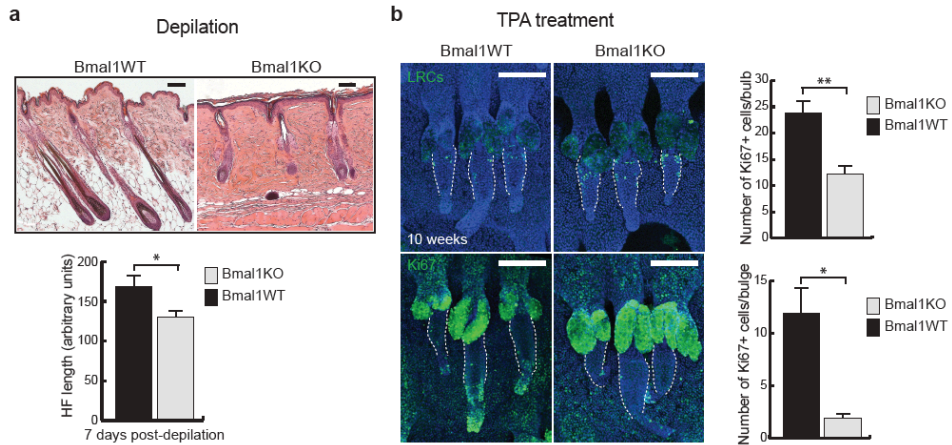 a
Depilation
Bmal1WT
Bmal1KO
HF length (arbitrary units)
200
150
100
50
0
*
Bmal1KO
Bmal1WT
7 days post-depilation
b
TPA treatment
Bmal1WT
Bmal1KO
LRCs
10 weeks
Ki67
Number of Ki67+ cells/bulb
30
25
20
15
10
5
0
**
Bmal1KO
Bmal1WT
Number of Ki67+ cells/bulge
15
10
5
0
*
Bmal1KO
Bmal1WT